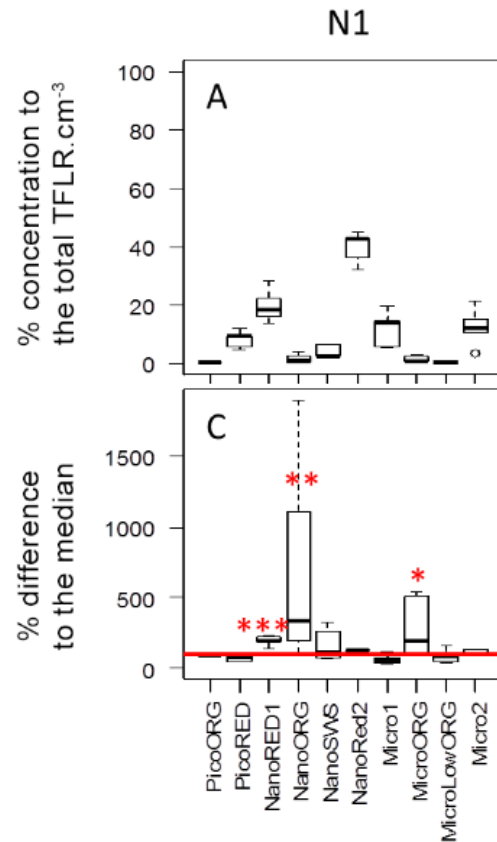 N1
A
% concentration to
the total TFLR.cm-3
100
80
60
40
20
0
C
% difference
to the median
1500
1000
500
0
**
***
*
PicoORG
PicoRED
NanoRED1
NanoORG
NanoSWS
NanoRed2
Micro1
MicroORG
MicroLowORG
Micro2